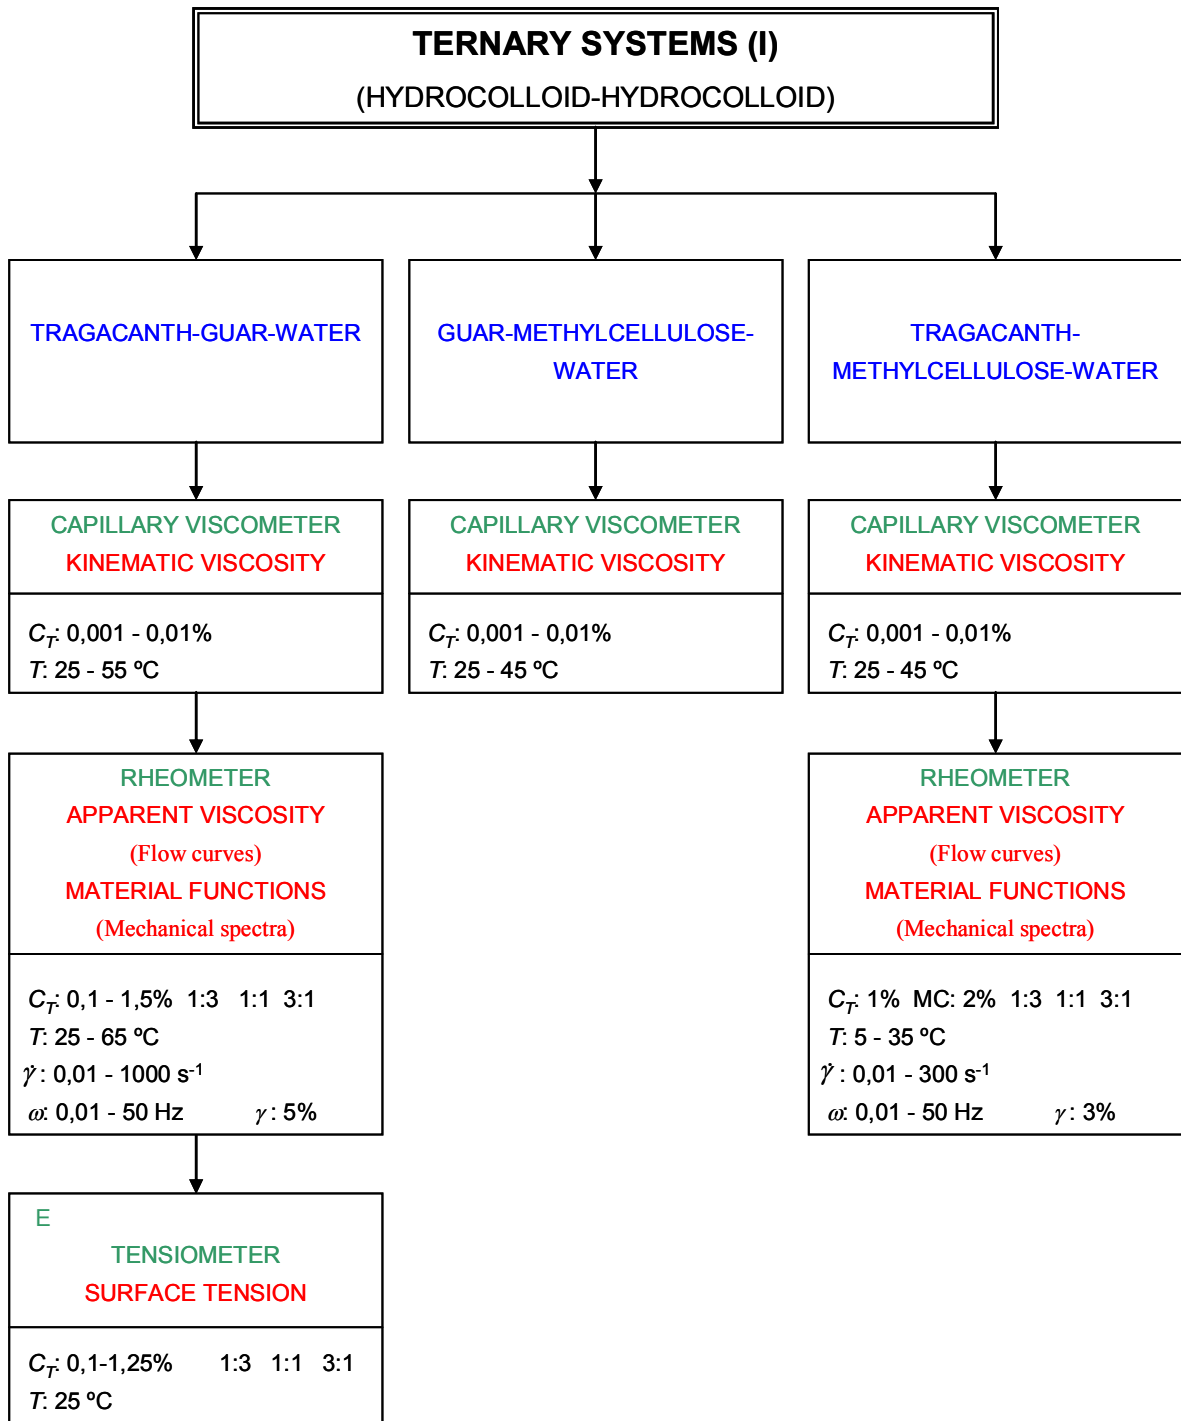 TERNARY SYSTEMS (I)
(HYDROCOLLOID-HYDROCOLLOID)
TRAGACANTH-GUAR-WATER
GUAR-METHYLCELLULOSE-
WATER
TRAGACANTH-
METHYLCELLULOSE-WATER
CAPILLARY VISCOMETER
KINEMATIC VISCOSITY
C_T: 0,001 - 0,01%
T: 25 - 55 ºC
CAPILLARY VISCOMETER
KINEMATIC VISCOSITY
C_T: 0,001 - 0,01%
T: 25 - 45 ºC
CAPILLARY VISCOMETER
KINEMATIC VISCOSITY
C_T: 0,001 - 0,01%
T: 25 - 45 ºC
RHEOMETER
APPARENT VISCOSITY
(Flow curves)
MATERIAL FUNCTIONS
(Mechanical spectra)
C_T: 0,1 - 1,5% 1:3 1:1 3:1
T: 25 - 65 ºC
γ̇ : 0,01 - 1000 s⁻¹
ω: 0,01 - 50 Hz γ : 5%
RHEOMETER
APPARENT VISCOSITY
(Flow curves)
MATERIAL FUNCTIONS
(Mechanical spectra)
C_T: 1% MC: 2% 1:3 1:1 3:1
T: 5 - 35 ºC
γ̇ : 0,01 - 300 s⁻¹
ω: 0,01 - 50 Hz γ : 3%
E
TENSIOMETER
SURFACE TENSION
C_T: 0,1-1,25% 1:3 1:1 3:1
T: 25 ºC